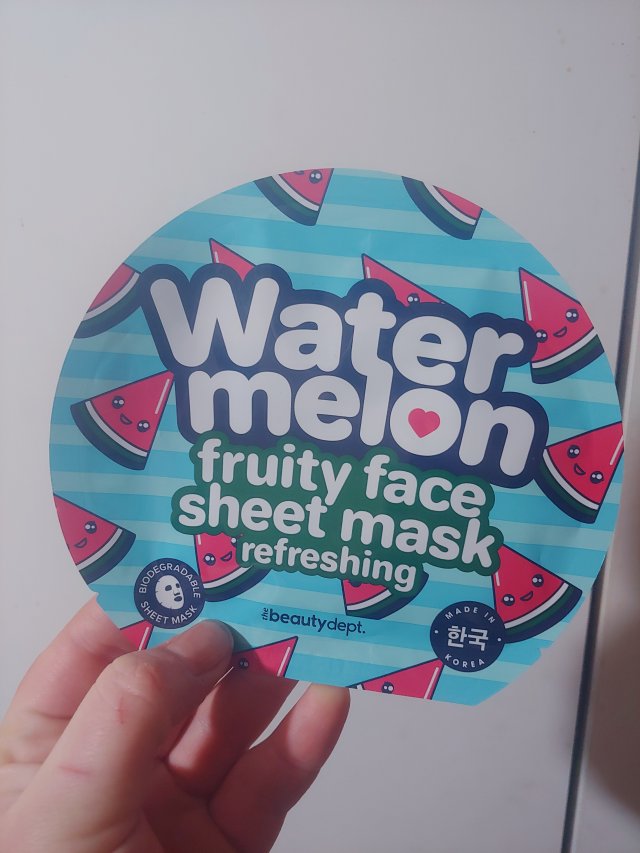 Water
melon
fruity face
sheet mask
refreshing
BIODEGRADABLE
SHEET MASK
the beautydept.
MADE IN
한국
KOREA